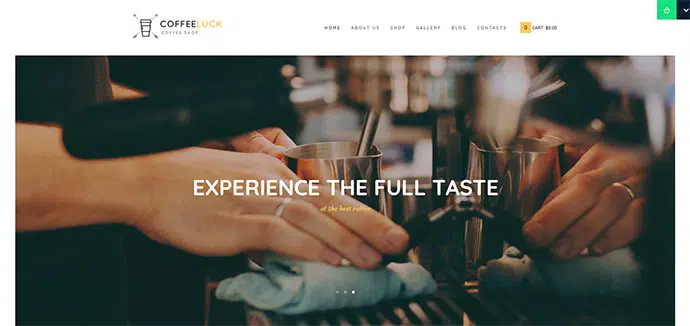 COFFEELUCK
COFFEE SHOP
HOME ABOUT US SHOP GALLERY BLOG CONTACTS 0 CART: $0.00
EXPERIENCE THE FULL TASTE
of the best coffee